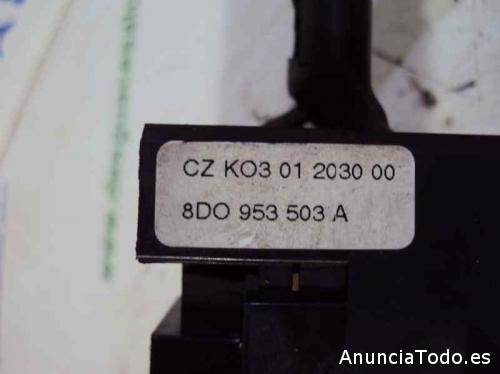 CZ KO3 01 2030 00
8DO 953 503 A
AnunciaTodo.es